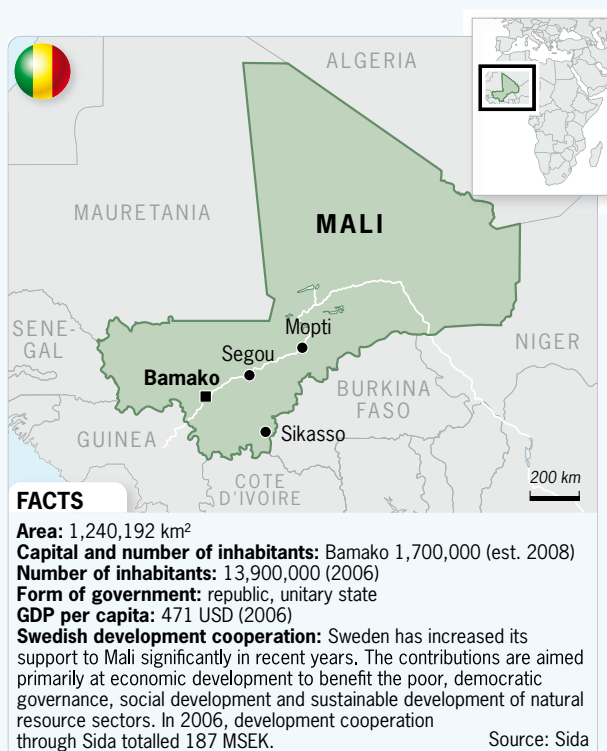 ALGERIA
MAURETANIA
MALI
SENE-
GAL
Mopti
NIGER
Segou
Bamako
BURKINA
FASO
GUINEA
Sikasso
COTE
D'IVOIRE
200 km
FACTS
Area: 1,240,192 km²
Capital and number of inhabitants: Bamako 1,700,000 (est. 2008)
Number of inhabitants: 13,900,000 (2006)
Form of government: republic, unitary state
GDP per capita: 471 USD (2006)
Swedish development cooperation: Sweden has increased its
support to Mali significantly in recent years. The contributions are aimed
primarily at economic development to benefit the poor, democratic
governance, social development and sustainable development of natural
resource sectors. In 2006, development cooperation
through Sida totalled 187 MSEK.
Source: Sida